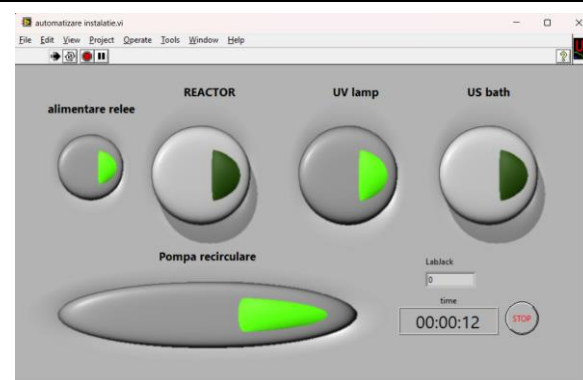 automatizare instalatie.vi
File Edit View Project Operate Tools Window Help
REACTOR
UV lamp
US bath
alimentare relee
Pompa recirculare
LabJack
0
time
00:00:12
STOP